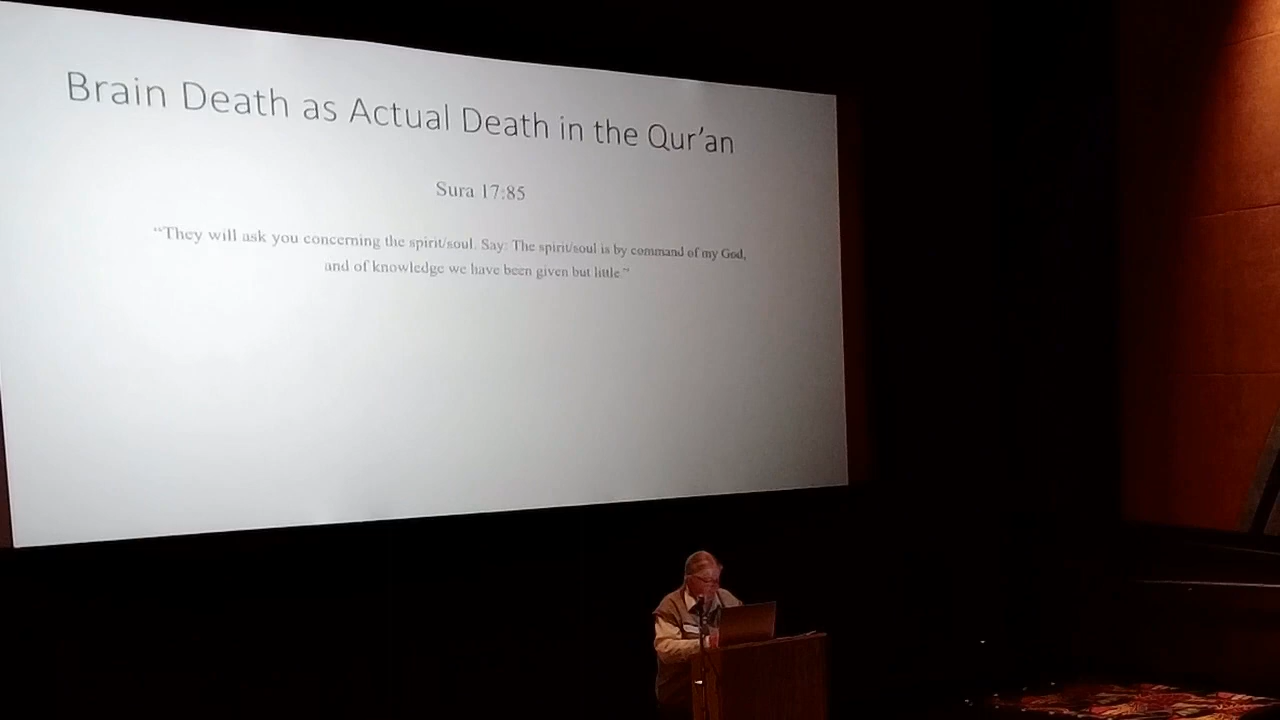 Brain Death as Actual Death in the Qur’an
Sura 17:85
“They will ask you concerning the spirit/soul. Say: The spirit/soul is by command of my God,
and of knowledge we have been given but little.”